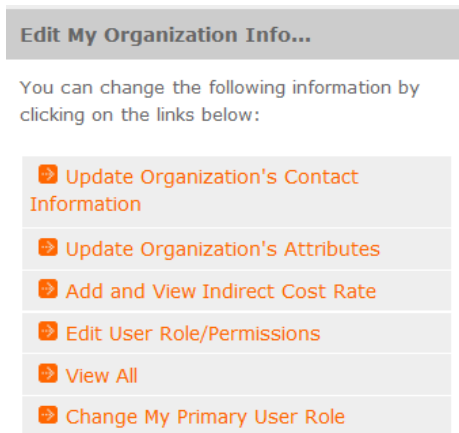 Edit My Organization Info...
You can change the following information by
clicking on the links below:
Update Organization's Contact
Information
Update Organization's Attributes
Add and View Indirect Cost Rate
Edit User Role/Permissions
View All
Change My Primary User Role